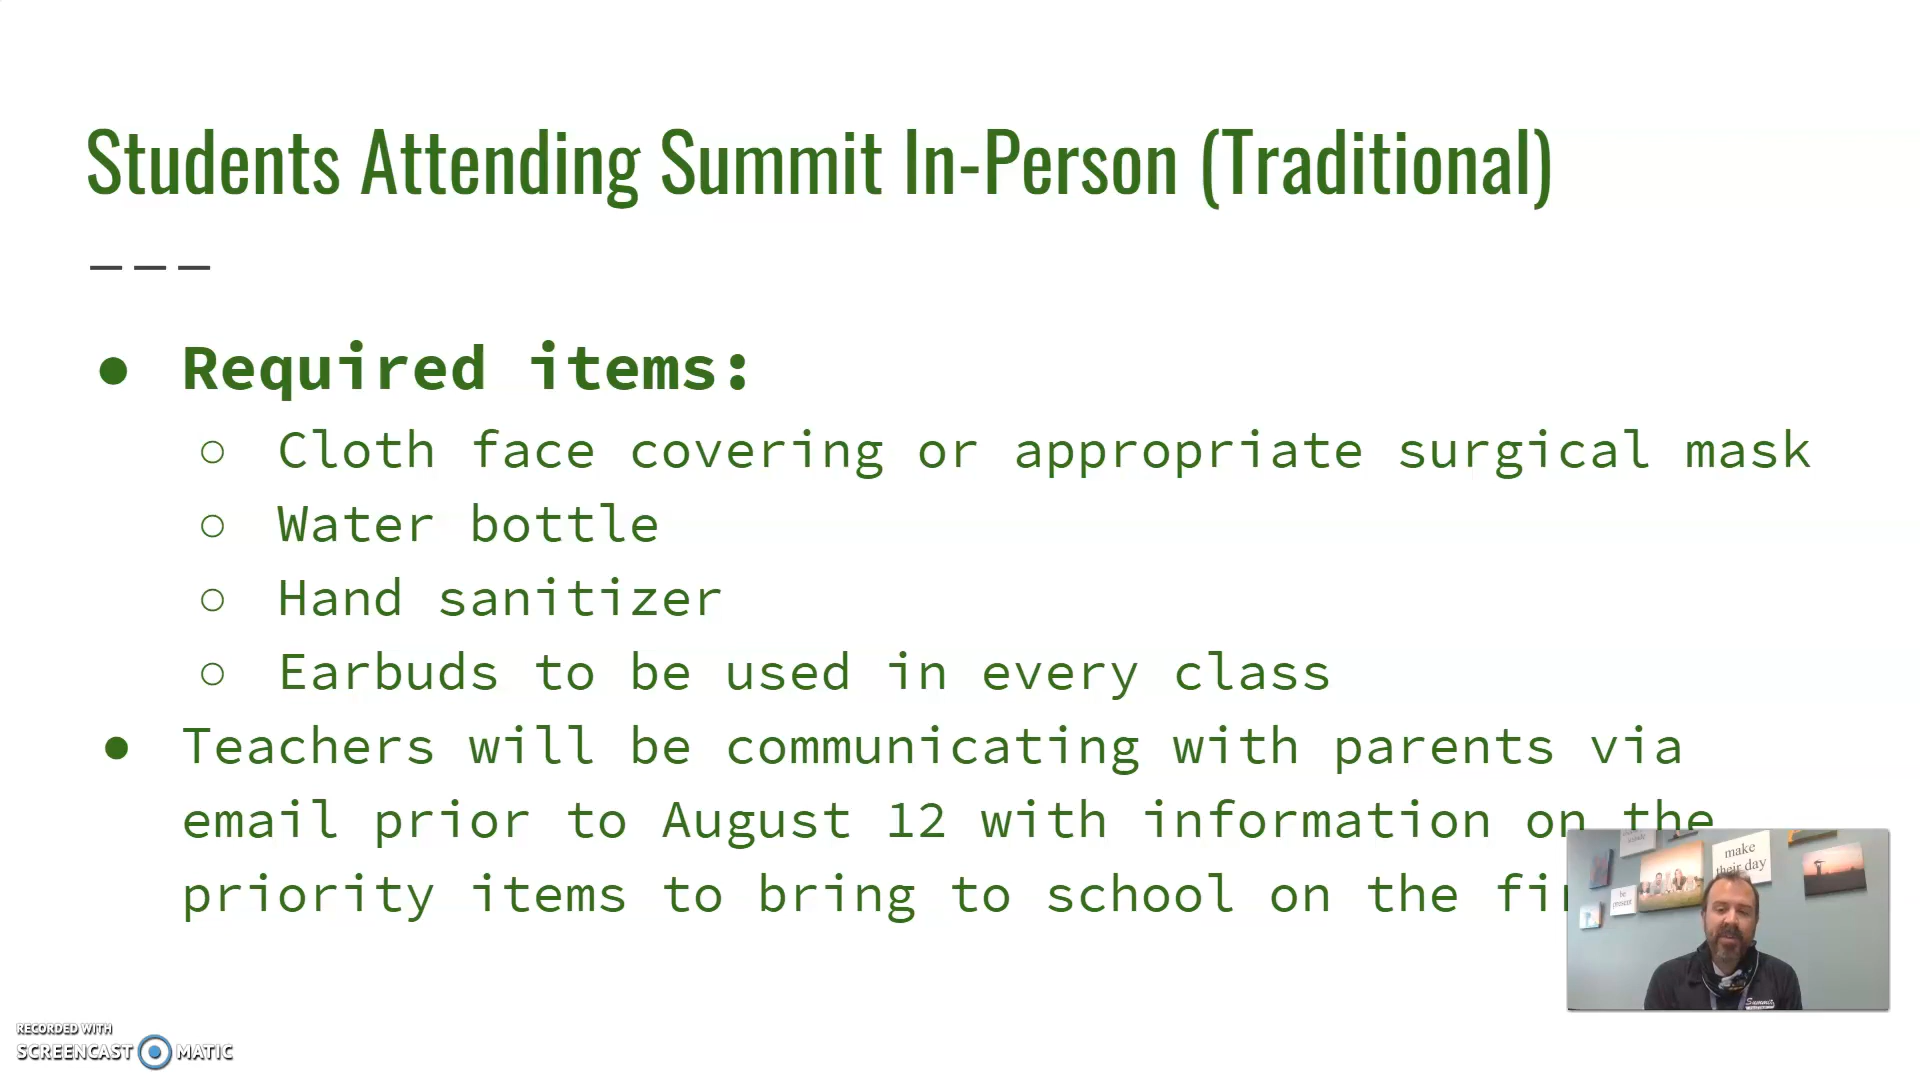 Students Attending Summit In-Person (Traditional)
● Required items:
○ Cloth face covering or appropriate surgical mask
○ Water bottle
○ Hand sanitizer
○ Earbuds to be used in every class
● Teachers will be communicating with parents via
email prior to August 12 with information on the
priority items to bring to school on the
make
their day
be
present
Summit
RECORDED WITH
SCREENCAST MATIC